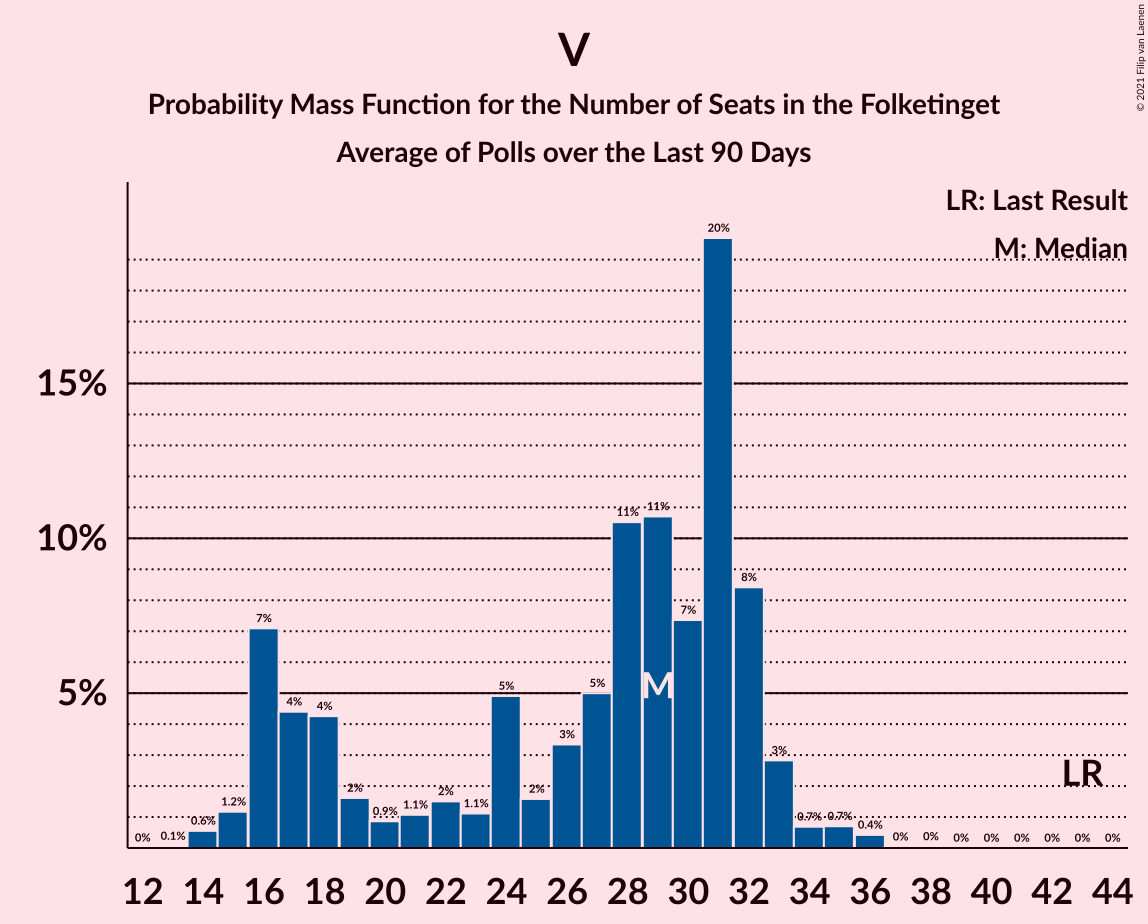 © 2021 Filip van Laenen
V
Probability Mass Function for the Number of Seats in the Folketinget
Average of Polls over the Last 90 Days
LR: Last Result
M: Median
15%
10%
5%
0% 0.1% 0.6% 1.2% 7% 4% 4% 2% 0.9% 1.1% 2% 1.1% 5% 2% 3% 5% 11% 11% 7% 20% 8% 3% 0.7% 0.7% 0.4% 0% 0% 0% 0% 0% 0% 0% 0%
M
LR
12 14 16 18 20 22 24 26 28 30 32 34 36 38 40 42 44